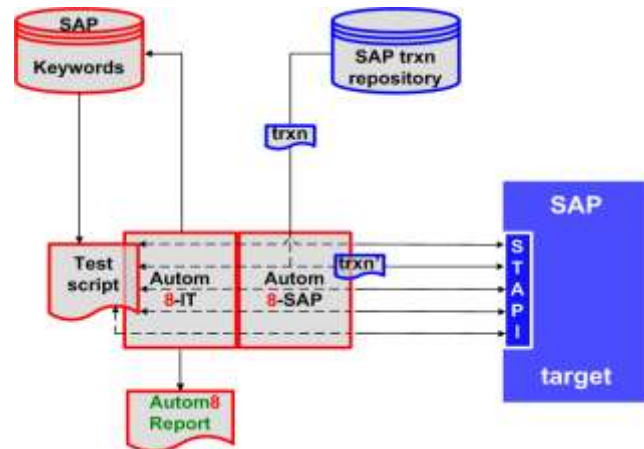 SAP
Keywords
SAP trxn
repository
trxn
SAP
Test
script
Autom
8-IT
Autom
8-SAP
trxn'
S
T
A
P
I
target
Autom8
Report